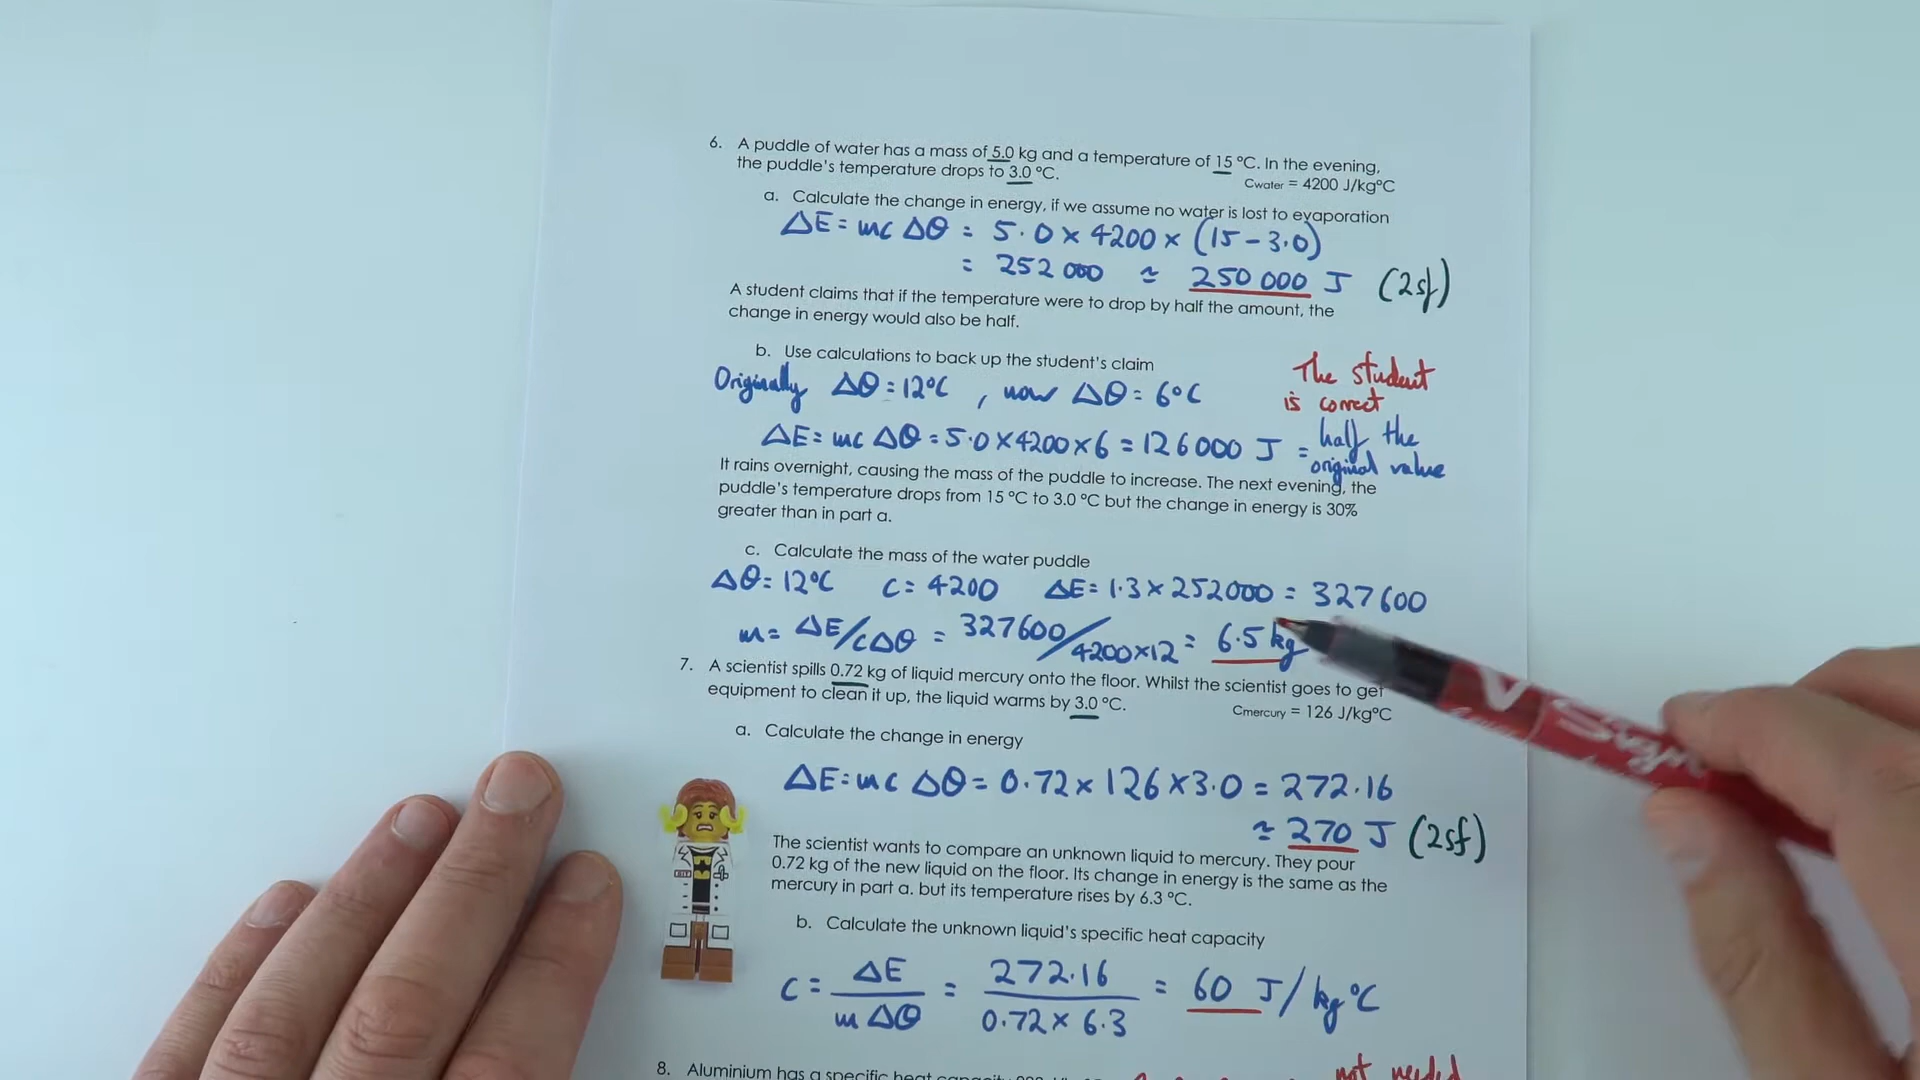 6. A puddle of water has a mass of 5.0 kg and a temperature of 15 °C. In the evening,
the puddle's temperature drops to 3.0 °C.
Cwater = 4200 J/kg°C
a. Calculate the change in energy, if we assume no water is lost to evaporation
ΔE = mc Δθ = 5.0 × 4200 × (15 - 3.0)
= 252 000 ≈ 250 000 J (2sf)
A student claims that if the temperature were to drop by half the amount, the
change in energy would also be half.
b. Use calculations to back up the student's claim
The student
is correct
Originally Δθ = 12°C , now Δθ = 6°C
ΔE = mc Δθ = 5.0 × 4200 × 6 = 126000 J = half the
original value
It rains overnight, causing the mass of the puddle to increase. The next evening, the
puddle's temperature drops from 15 °C to 3.0 °C but the change in energy is 30%
greater than in part a.
c. Calculate the mass of the water puddle
Δθ = 12°C c = 4200 ΔE = 1.3 × 252000 = 327600
m = ΔE/cΔθ = 327600/4200×12 = 6.5 kg
7. A scientist spills 0.72 kg of liquid mercury onto the floor. Whilst the scientist goes to get
equipment to clean it up, the liquid warms by 3.0 °C.
Cmercury = 126 J/kg°C
a. Calculate the change in energy
ΔE = mc Δθ = 0.72 × 126 × 3.0 = 272.16
≈ 270 J (2sf)
The scientist wants to compare an unknown liquid to mercury. They pour
0.72 kg of the new liquid on the floor. Its change in energy is the same as the
mercury in part a. but its temperature rises by 6.3 °C.
b. Calculate the unknown liquid's specific heat capacity
c = ΔE / m Δθ = 272.16 / 0.72 × 6.3 = 60 J/kg°C
not needed
8. Aluminium has a specific heat